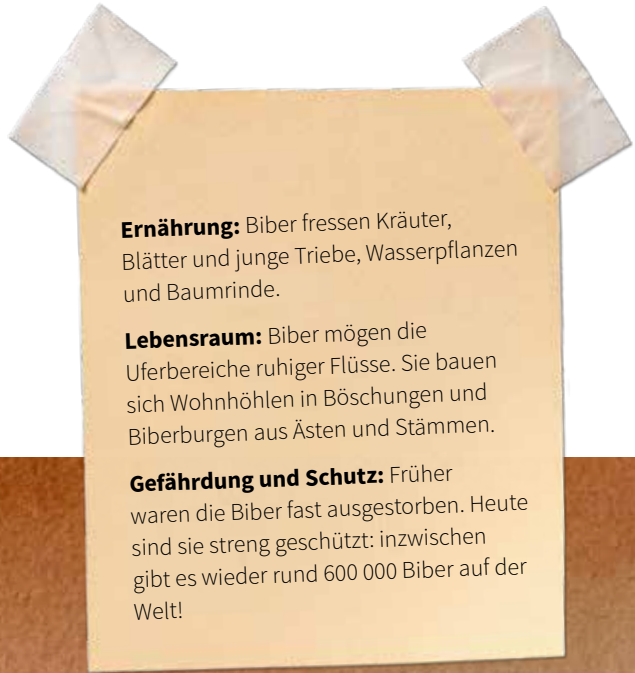 Ernährung: Biber fressen Kräuter,
Blätter und junge Triebe, Wasserpflanzen
und Baumrinde.
Lebensraum: Biber mögen die
Uferbereiche ruhiger Flüsse. Sie bauen
sich Wohnhöhlen in Böschungen und
Biberburgen aus Ästen und Stämmen.
Gefährdung und Schutz: Früher
waren die Biber fast ausgestorben. Heute
sind sie streng geschützt: inzwischen
gibt es wieder rund 600 000 Biber auf der
Welt!